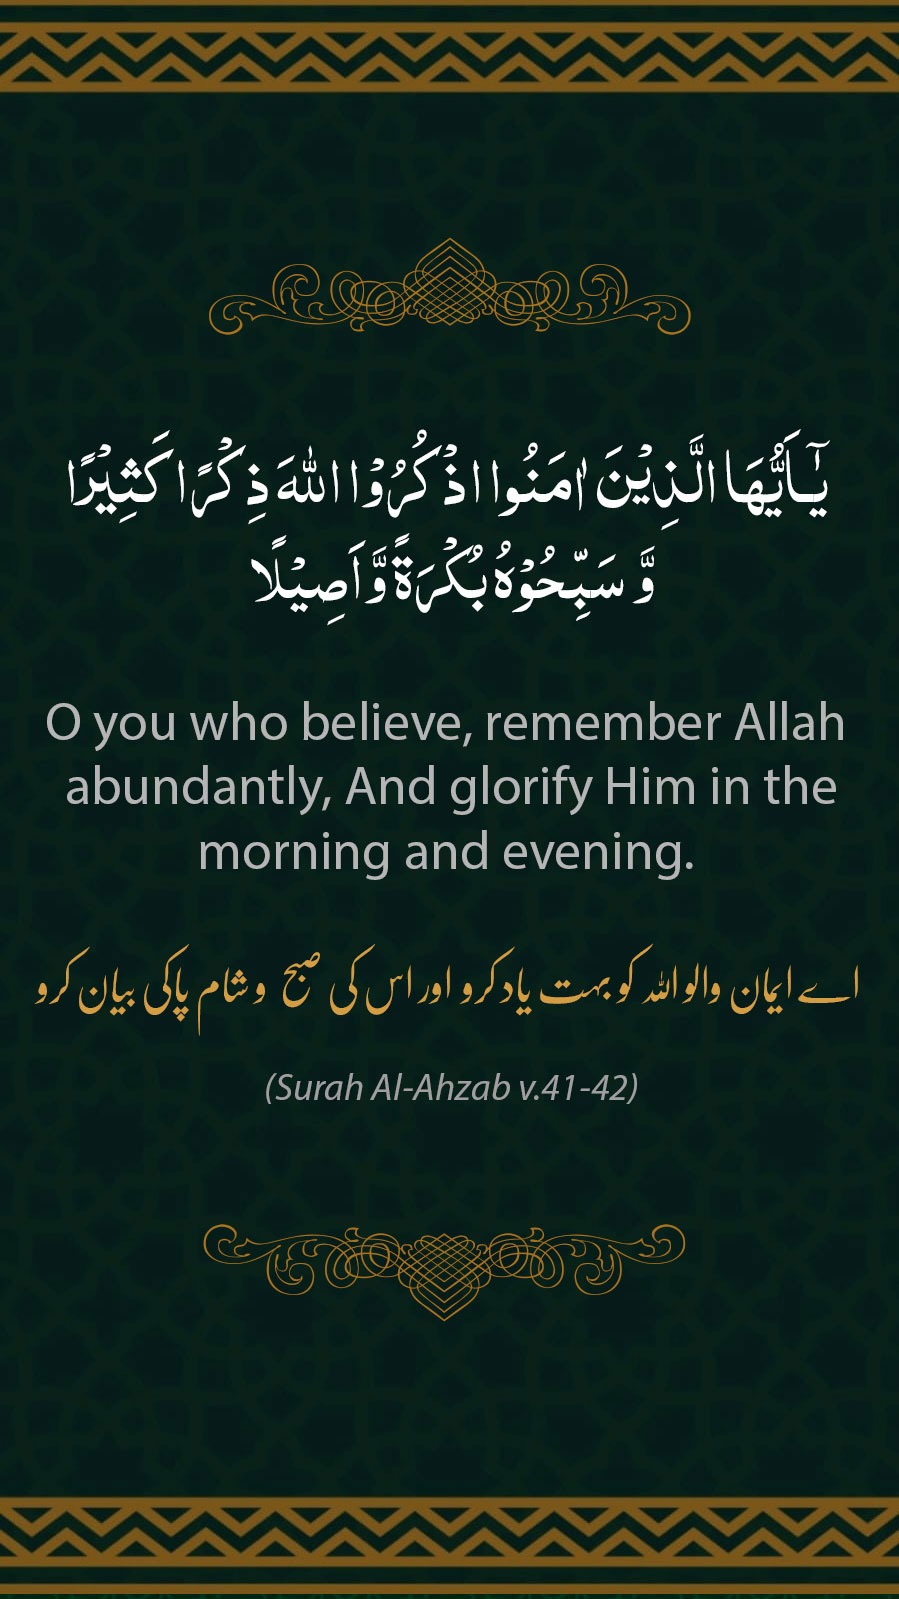 يٰۤاَيُّهَا الَّذِيْنَ اٰمَنُوا اذْكُرُوْا اللهَ ذِكْرًا كَثِيْرًا
وَّ سَبِّحُوْهُ بُكْرَةً وَّ اَصِيْلًا
O you who believe, remember Allah
abundantly, And glorify Him in the
morning and evening.
اے ایمان والو اللہ کو بہت یاد کرو اور اس کی صبح و شام پاکی بیان کرو
(Surah Al-Ahzab v.41-42)